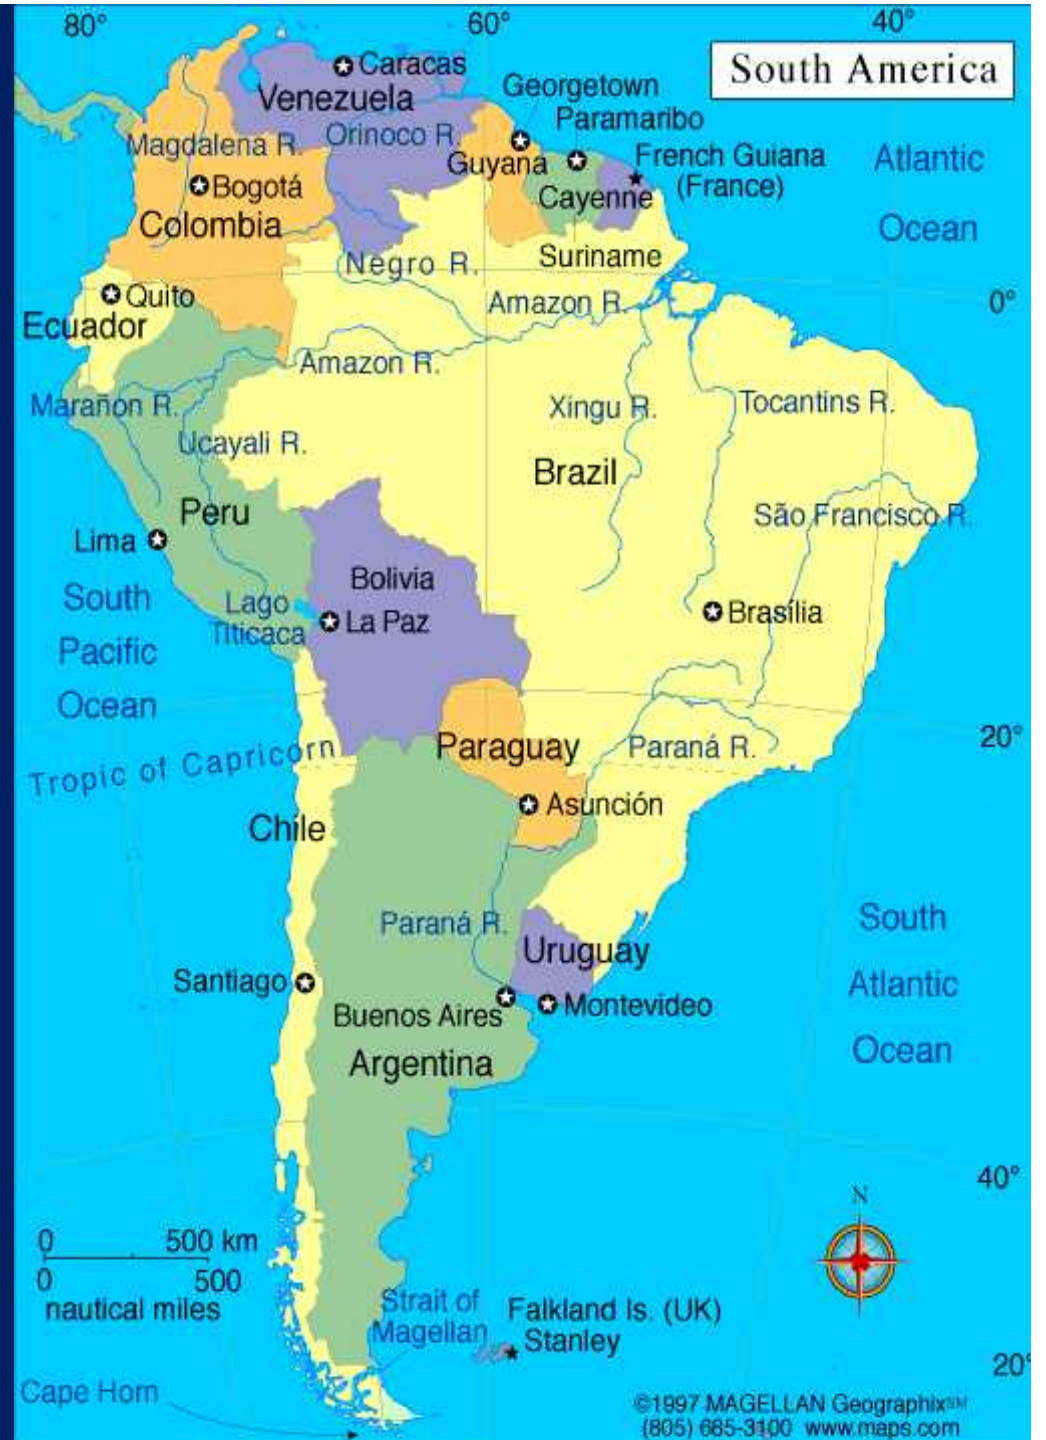 80°
60°
40°
South America
Caracas
Venezuela
Georgetown
Paramaribo
Orinoco R.
Magdalena R.
Guyana
French Guiana
(France)
Atlantic
Ocean
Bogotá
Cayenne
Colombia
Suriname
Negro R.
Quito
Amazon R.
0°
Ecuador
Amazon R.
Marañon R.
Xingu R.
Tocantins R.
Ucayali R.
Brazil
Peru
São Francisco R.
Lima
South
Pacific
Ocean
Bolivia
Lago
Titicaca
La Paz
Brasília
Tropic of Capricorn
Paraguay
Paraná R.
20°
Asunción
Chile
Paraná R.
Uruguay
South
Atlantic
Ocean
Santiago
Buenos Aires
Montevideo
Argentina
40°
N
0 500 km
0 500
nautical miles
Strait of
Magellan
Falkland Is. (UK)
Stanley
20°
Cape Horn
©1997 MAGELLAN Geographix℠
(805) 685-3100 www.maps.com